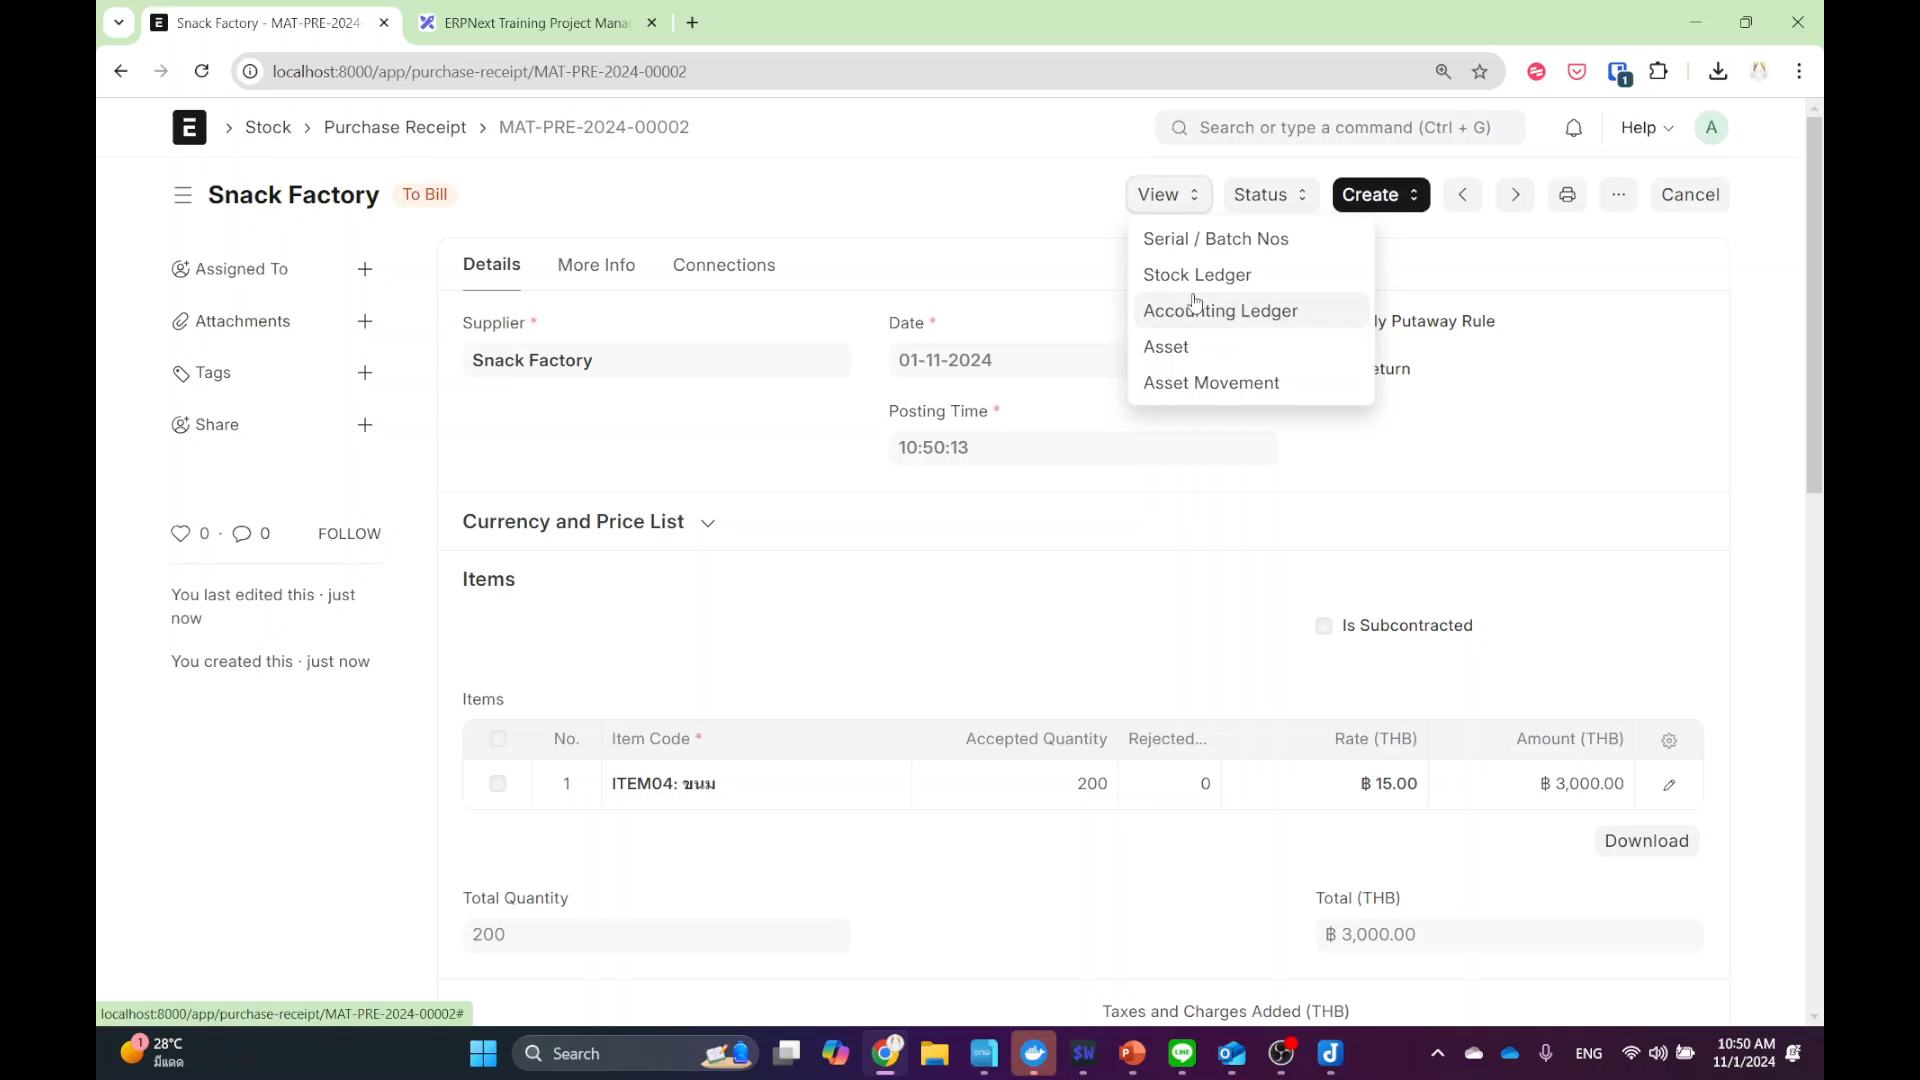 Snack Factory - MAT-PRE-2024-
ERPNext Training Project Mana
localhost:8000/app/purchase-receipt/MAT-PRE-2024-00002
1
E > Stock > Purchase Receipt > MAT-PRE-2024-00002
Search or type a command (Ctrl + G)
Help
A
Snack Factory
To Bill
View
Status
Create
Cancel
Serial / Batch Nos
Stock Ledger
Accounting Ledger
Asset
Asset Movement
Assigned To
Attachments
Tags
Share
0 · 0
FOLLOW
You last edited this · just
now
You created this · just now
Details
More Info
Connections
Supplier *
Snack Factory
Date *
01-11-2024
ly Putaway Rule
eturn
Posting Time *
10:50:13
Currency and Price List
Items
Is Subcontracted
Items
No. Item Code * Accepted Quantity Rejected... Rate (THB) Amount (THB)
1 ITEM04: ขนม 200 0 ฿ 15.00 ฿ 3,000.00
Download
Total Quantity
200
Total (THB)
฿ 3,000.00
Taxes and Charges Added (THB)
localhost:8000/app/purchase-receipt/MAT-PRE-2024-00002#
1
28°C
มีแดด
Search
ENG
10:50 AM
11/1/2024